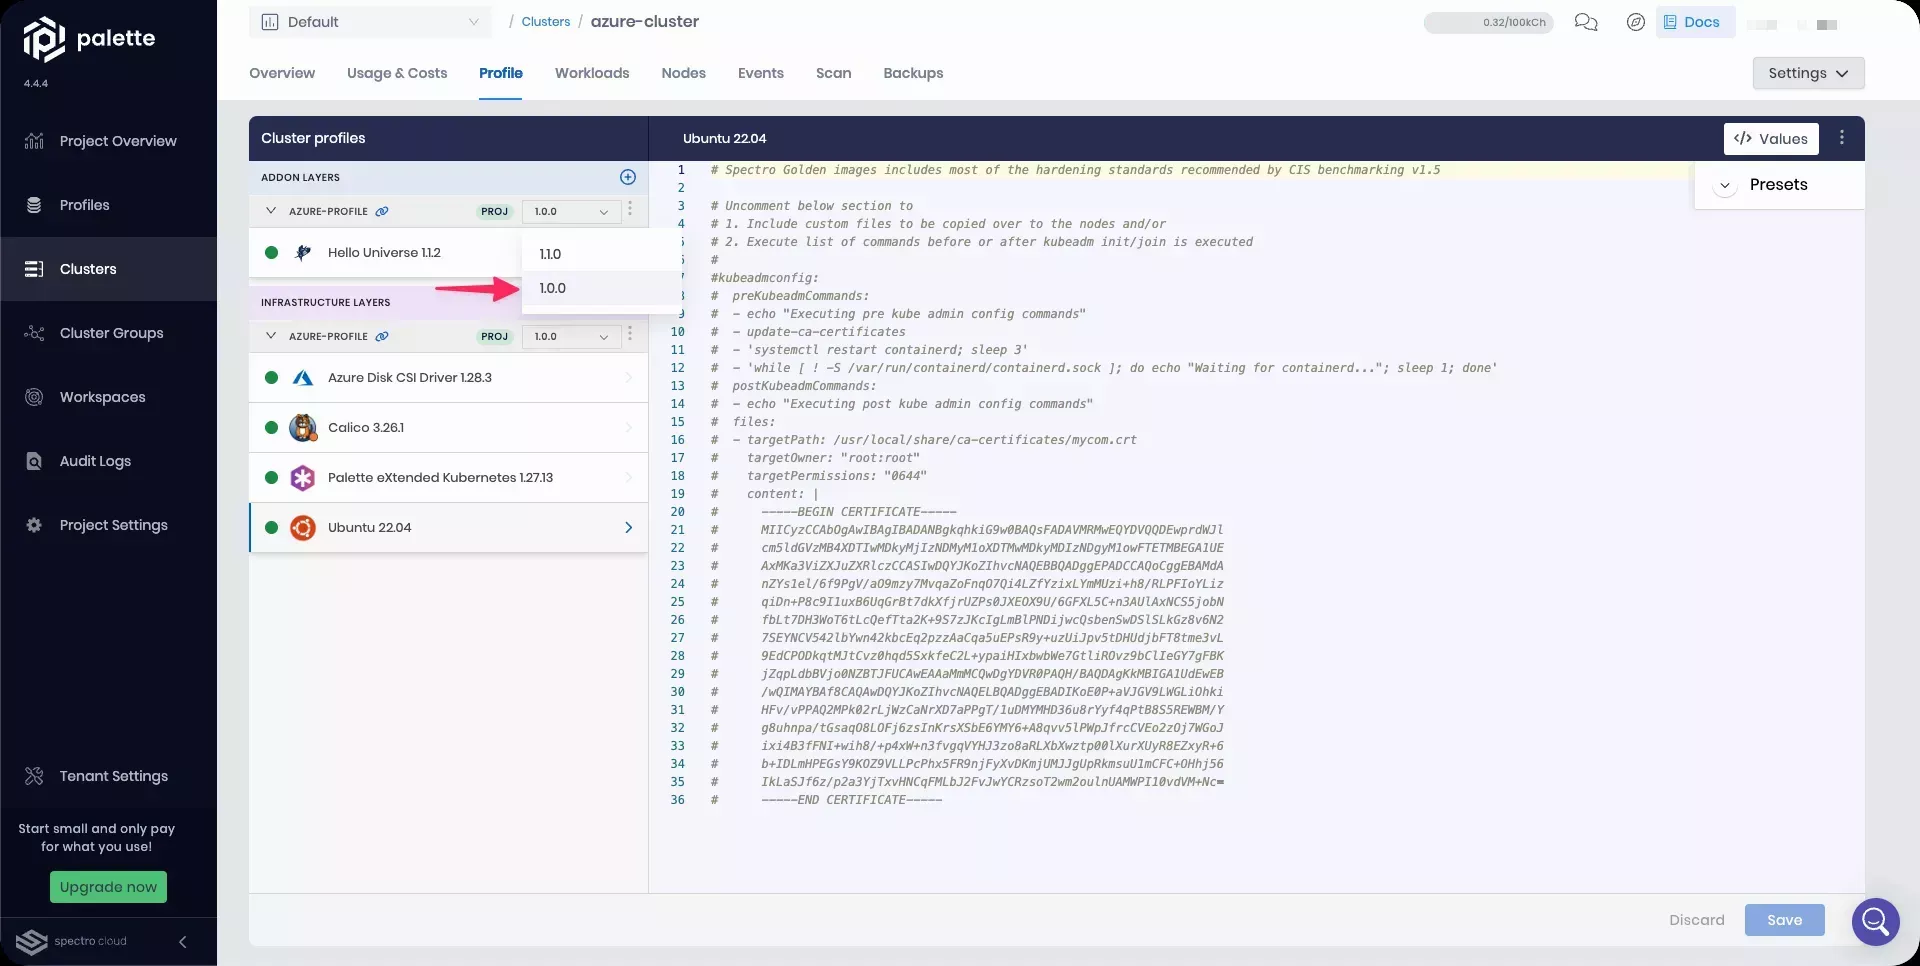 palette
4.4.4
Project Overview
Profiles
Clusters
Cluster Groups
Workspaces
Audit Logs
Project Settings
Tenant Settings
Start small and only pay
for what you use!
Upgrade now
spectro cloud
Default
/ Clusters / azure-cluster
0.32/100kCh
Docs
Overview
Usage & Costs
Profile
Workloads
Nodes
Events
Scan
Backups
Settings
Cluster profiles
ADDON LAYERS
AZURE-PROFILE PROJ 1.0.0
Hello Universe 1.1.2
1.1.0
1.0.0
INFRASTRUCTURE LAYERS
AZURE-PROFILE PROJ 1.0.0
Azure Disk CSI Driver 1.28.3
Calico 3.26.1
Palette eXtended Kubernetes 1.27.13
Ubuntu 22.04
Ubuntu 22.04
</> Values
Presets
1 # Spectro Golden images includes most of the hardening standards recommended by CIS benchmarking v1.5
2
3 # Uncomment below section to
4 # 1. Include custom files to be copied over to the nodes and/or
5 # 2. Execute list of commands before or after kubeadm init/join is executed
6 #
7 #kubeadmconfig:
8 #  preKubeadmCommands:
9 #  - echo "Executing pre kube admin config commands"
10 #  - update-ca-certificates
11 #  - 'systemctl restart containerd; sleep 3'
12 #  - 'while [ ! -S /var/run/containerd/containerd.sock ]; do echo "Waiting for containerd..."; sleep 1; done'
13 #  postKubeadmCommands:
14 #  - echo "Executing post kube admin config commands"
15 #  files:
16 #  - targetPath: /usr/local/share/ca-certificates/mycom.crt
17 #    targetOwner: "root:root"
18 #    targetPermissions: "0644"
19 #    content: |
20 #      -----BEGIN CERTIFICATE-----
21 #      MIICyzCCAbOgAwIBAgIBADANBgkqhkiG9w0BAQsFADAVMRMwEQYDVQQDEwprdWJl
22 #      cm5ldGVzMB4XDTIwMDkyMjIzNDMyM1oXDTMwMDkyMDIzNDgyM1owFTETMBEGA1UE
23 #      AxMKa3ViZXJuZXRlczCCASIwDQYJKoZIhvcNAQEBBQADggEPADCCAQoCggEBAMdA
24 #      nZYs1el/6f9PgV/aO9mzy7MvqaZoFnqO7Qi4LZfYzixLYmMUzi+h8/RLPFIoYLiz
25 #      qiDn+P8c9I1uxB6UqGrBt7dkXfjrUZPs0JXEOX9U/6GFXL5C+n3AUlAxNCS5jobN
26 #      fbLt7DH3WoT6tLcQefTta2K+9S7zJKcIgLmBlPNDijwcQsbenSwDSlSLkGz8v6N2
27 #      7SEYNCV542lbYwn42kbcEq2pzzAaCqa5uEPsR9y+uzUiJpv5tDHUdjbFT8tme3vL
28 #      9EdCPODkqtMJtCvz0hqd5SxkfeC2L+ypaiHIxbwbWe7GtliROvz9bClIeGY7gFBK
29 #      jZqpLdbBVjo0NZBTJFUCAwEAAaMmMCQwDgYDVR0PAQH/BAQDAgKkMBIGA1UdEwEB
30 #      /wQIMAYBAf8CAQAwDQYJKoZIhvcNAQELBQADggEBADIKoE0P+aVJGV9LWGLiOhki
31 #      HFv/vPPAQ2MPk02rLjWzCaNrXD7aPPgT/1uDMYMHD36u8rYyf4qPtB8S5REWBM/Y
32 #      g8uhnpa/tGsaqO8LOFj6zsInKrsXSbE6YMY6+A8qvv5lPWpJfrcCVEo2zOj7WGoJ
33 #      ixi4B3fFNI+wih8/+p4xW+n3fvgqVYHJ3zo8aRLXbXwztp00lXurXUyR8EZxyR+6
34 #      b+IDLmHPEGsY9KOZ9VLLPcPhx5FR9njFyXvDKmjUMJJgUpRkmsuU1mCFC+OHhj56
35 #      IkLaSJf6z/p2a3YjTxvHNCqFMLbJ2FvJwYCRzsoT2wm2oulnUAMWPI10vdVM+Nc=
36 #      -----END CERTIFICATE-----
Discard
Save